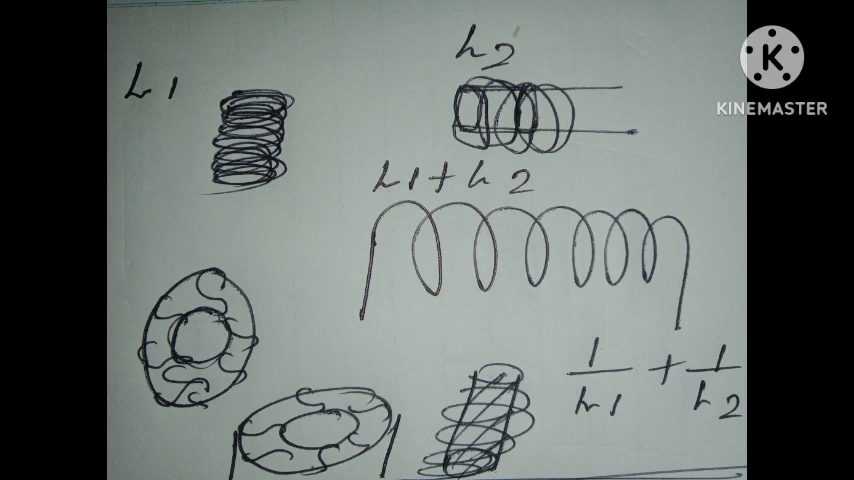 L2
L1
KINEMASTER
L1+L2
1/L1 + 1/L2